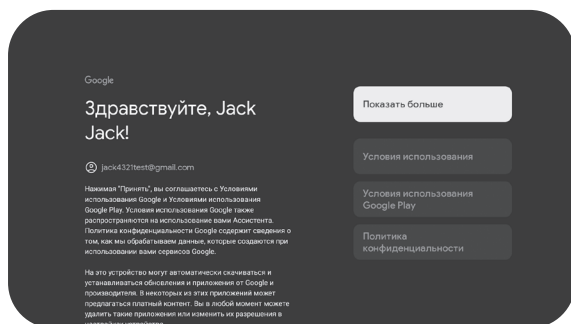 Google
Здравствуйте, Jack
Jack!
jack4321test@gmail.com
Нажимая "Принять", вы соглашаетесь с Условиями
использования Google и Условиями использования
Google Play. Условия использования Google также
распространяются на использование вами Ассистента.
Политика конфиденциальности Google содержит сведения о
том, как мы обрабатываем данные, которые создаются при
использовании вами сервисов Google.
На это устройство могут автоматически скачиваться и
устанавливаться обновления и приложения от Google и
производителя. В некоторых из этих приложений может
предлагаться платный контент. Вы в любой момент можете
удалить такие приложения или изменить их разрешения в
Показать больше
Условия использования
Условия использования
Google Play
Политика
конфиденциальности